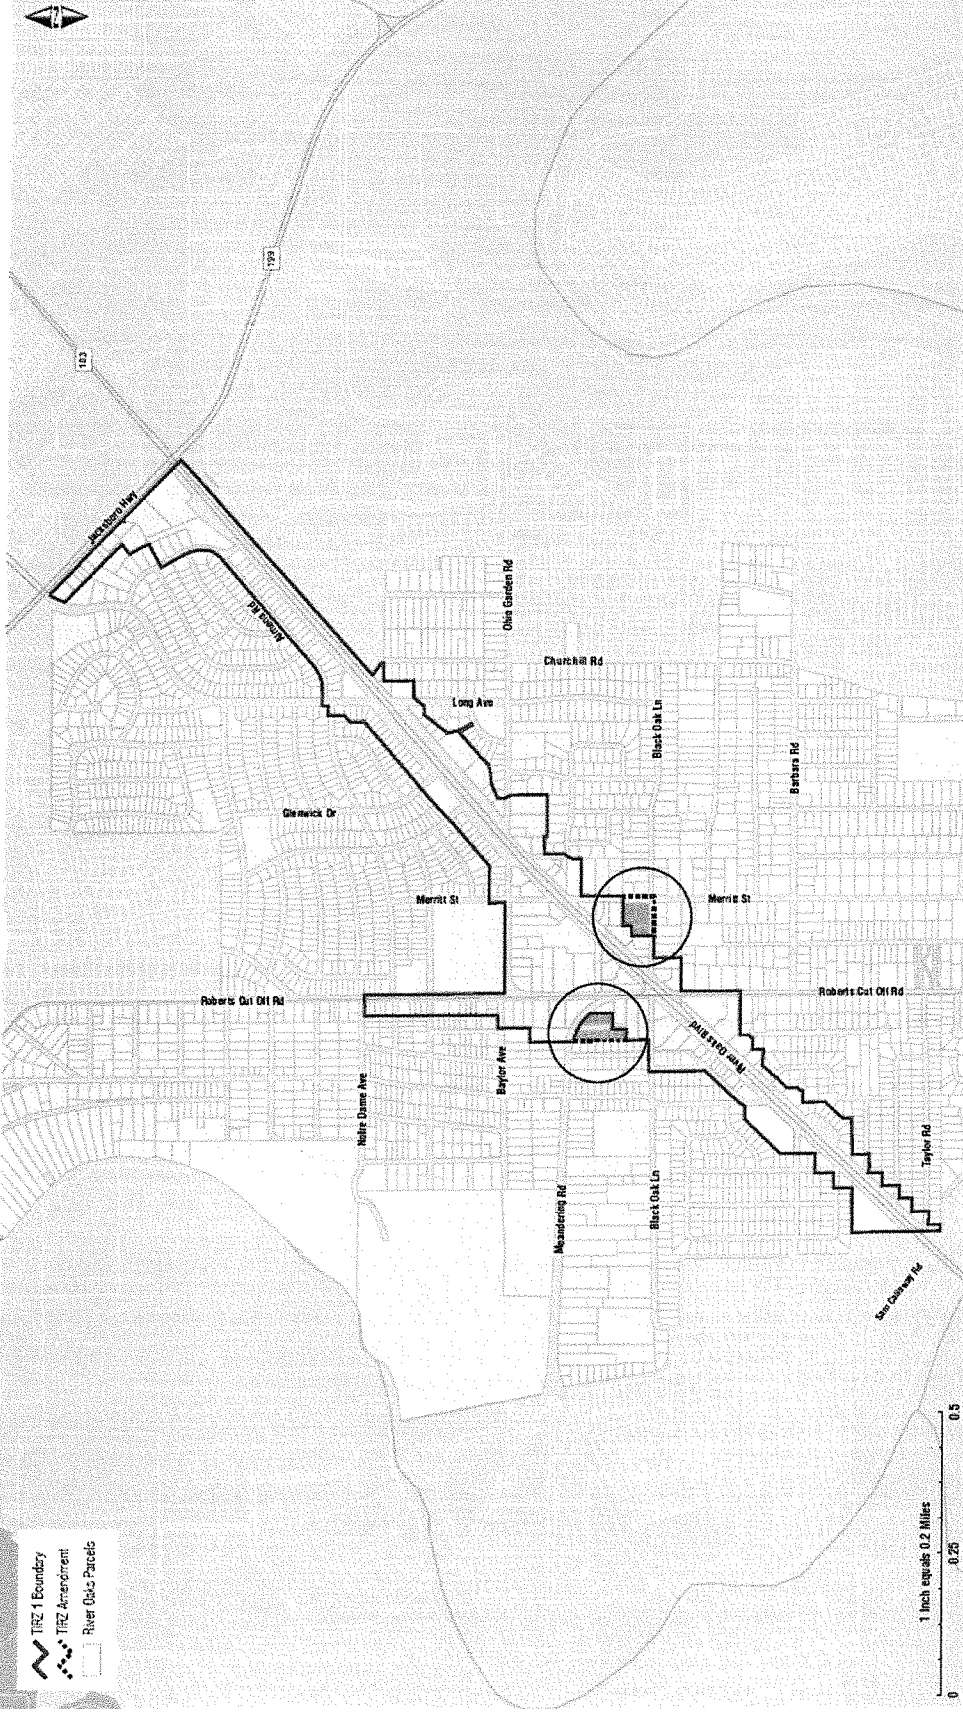 N
Jacksboro Hwy
183
199
Almena Rd
Ohio Garden Rd
Churchill Rd
Long Ave
Black Oak Ln
Barbara Rd
Glenwick Dr
Merritt St
Merritt St
Roberts Cut Off Rd
Roberts Cut Off Rd
River Oaks Blvd
Baylor Ave
Notre Dame Ave
Taylor Rd
Meandering Rd
Black Oak Ln
Sam Calloway Rd
TIRZ 1 Boundary
TIRZ Amendment
River Oaks Parcels
1 Inch equals 0.2 Miles
0 0.25 0.5